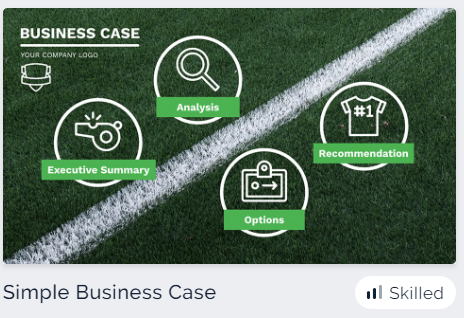 BUSINESS CASE
YOUR COMPANY LOGO
Analysis
#1
Recommendation
Executive Summary
Options
Simple Business Case
Skilled